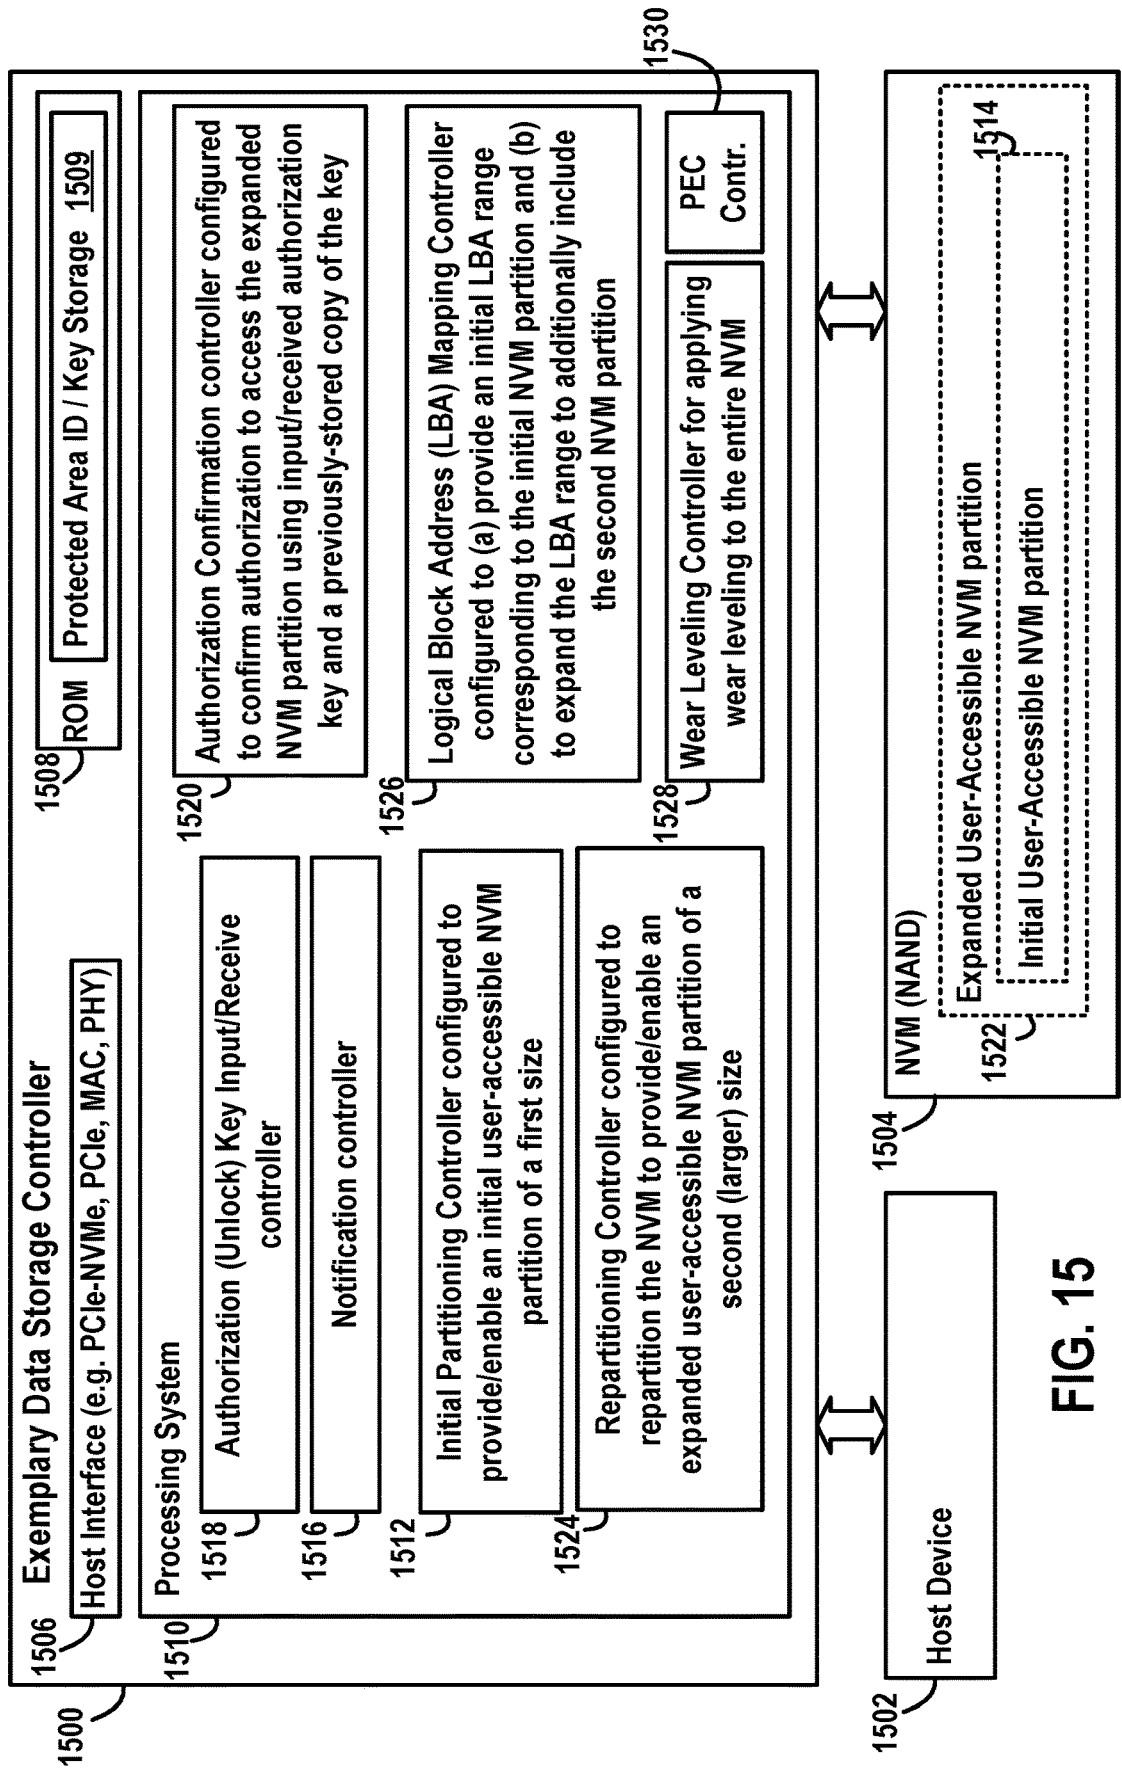 1500
Exemplary Data Storage Controller
1506
Host Interface (e.g. PCIe-NVMe, PCIe, MAC, PHY)
1508
ROM
Protected Area ID / Key Storage 1509
1510
Processing System
1518
Authorization (Unlock) Key Input/Receive
controller
1516
Notification controller
1512
Initial Partitioning Controller configured to
provide/enable an initial user-accessible NVM
partition of a first size
1524
Repartitioning Controller configured to
repartition the NVM to provide/enable an
expanded user-accessible NVM partition of a
second (larger) size
1520
Authorization Confirmation controller configured
to confirm authorization to access the expanded
NVM partition using input/received authorization
key and a previously-stored copy of the key
1526
Logical Block Address (LBA) Mapping Controller
configured to (a) provide an initial LBA range
corresponding to the initial NVM partition and (b)
to expand the LBA range to additionally include
the second NVM partition
1528
Wear Leveling Controller for applying
wear leveling to the entire NVM
1530
PEC
Contr.
1502
Host Device
1504
NVM (NAND)
1522
Expanded User-Accessible NVM partition
1514
Initial User-Accessible NVM partition
FIG. 15